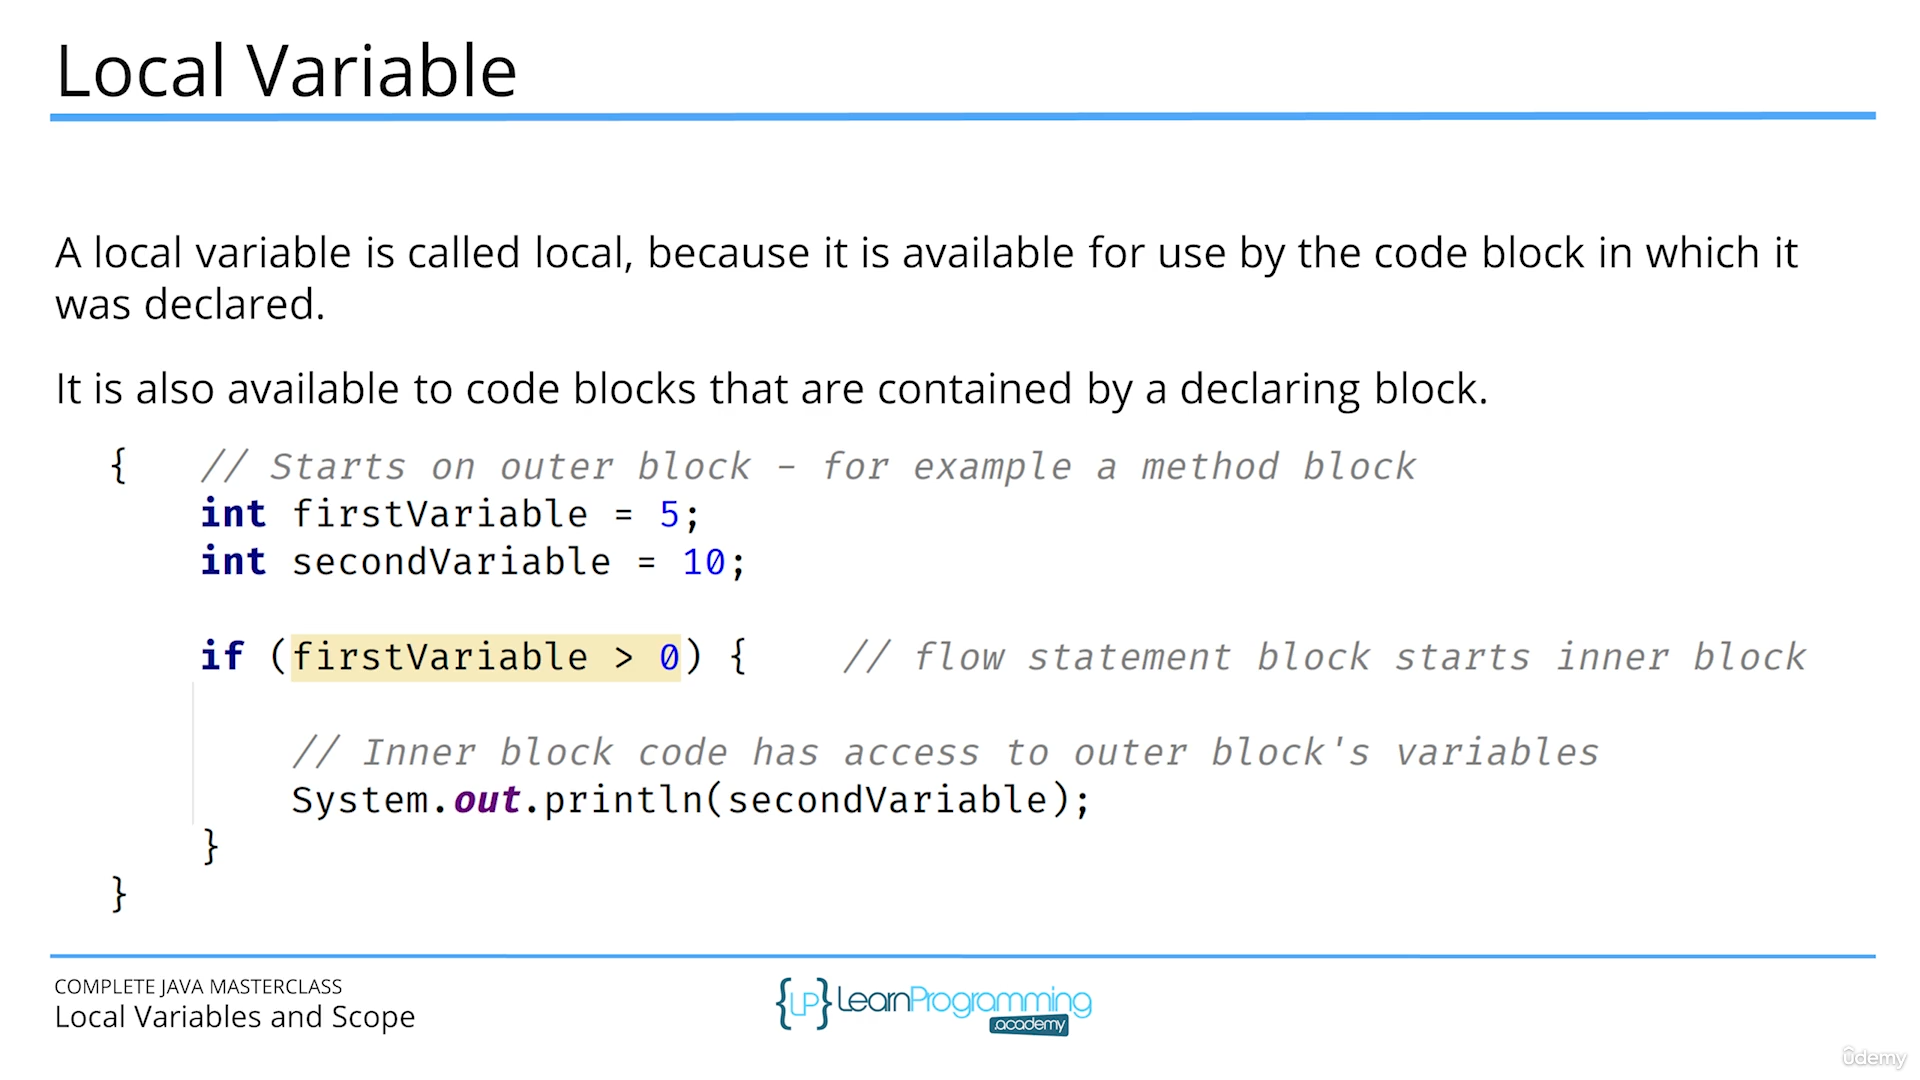 Local Variable
A local variable is called local, because it is available for use by the code block in which it
was declared.
It is also available to code blocks that are contained by a declaring block.
{ // Starts on outer block – for example a method block
int firstVariable = 5;
int secondVariable = 10;
if (firstVariable > 0) { // flow statement block starts inner block
// Inner block code has access to outer block's variables
System.out.println(secondVariable);
}
}
COMPLETE JAVA MASTERCLASS
Local Variables and Scope
{LP} LearnProgramming
.academy
ûdemy